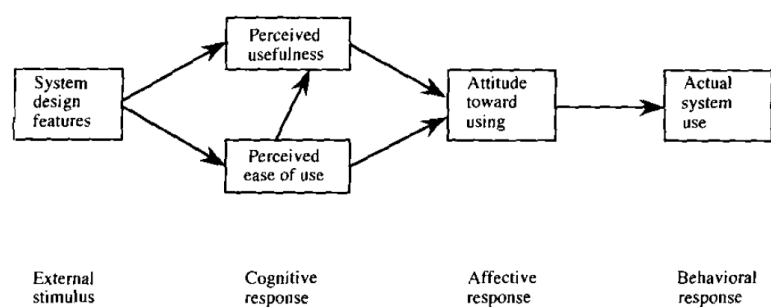 Perceived
usefulness
System
design
features
Perceived
ease of use
Attitude
toward
using
Actual
system
use
External
stimulus
Cognitive
response
Affective
response
Behavioral
response